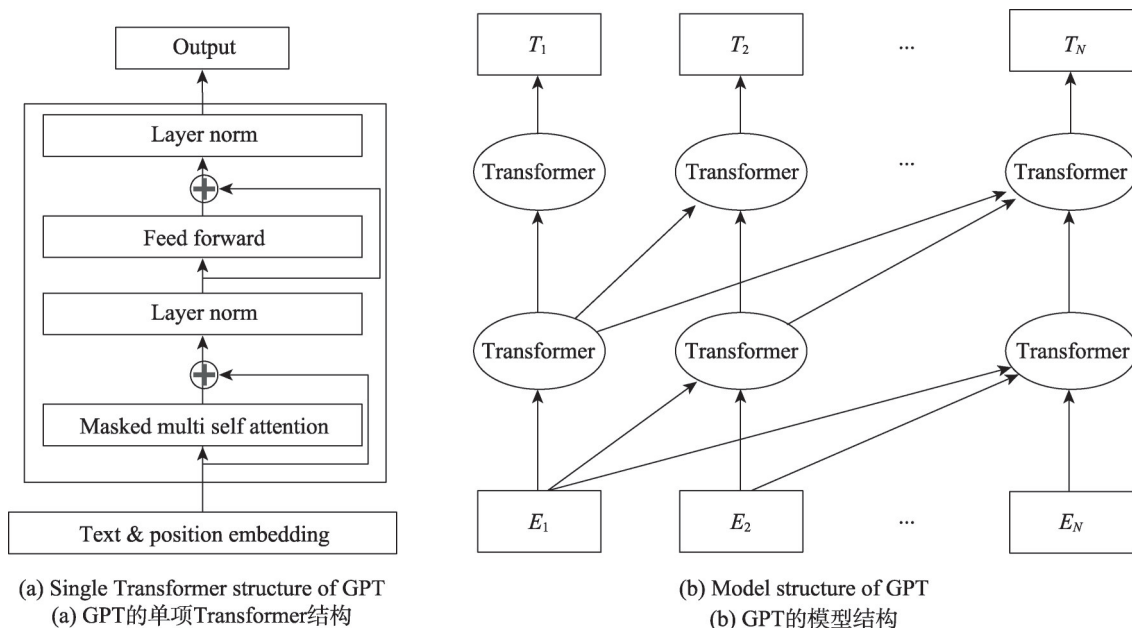 Output
Layer norm
Feed forward
Layer norm
Masked multi self attention
Text & position embedding
(a) Single Transformer structure of GPT
(a) GPT的单项Transformer结构
T1 T2 ... TN
Transformer Transformer ... Transformer
Transformer Transformer Transformer
E1 E2 ... EN
(b) Model structure of GPT
(b) GPT的模型结构